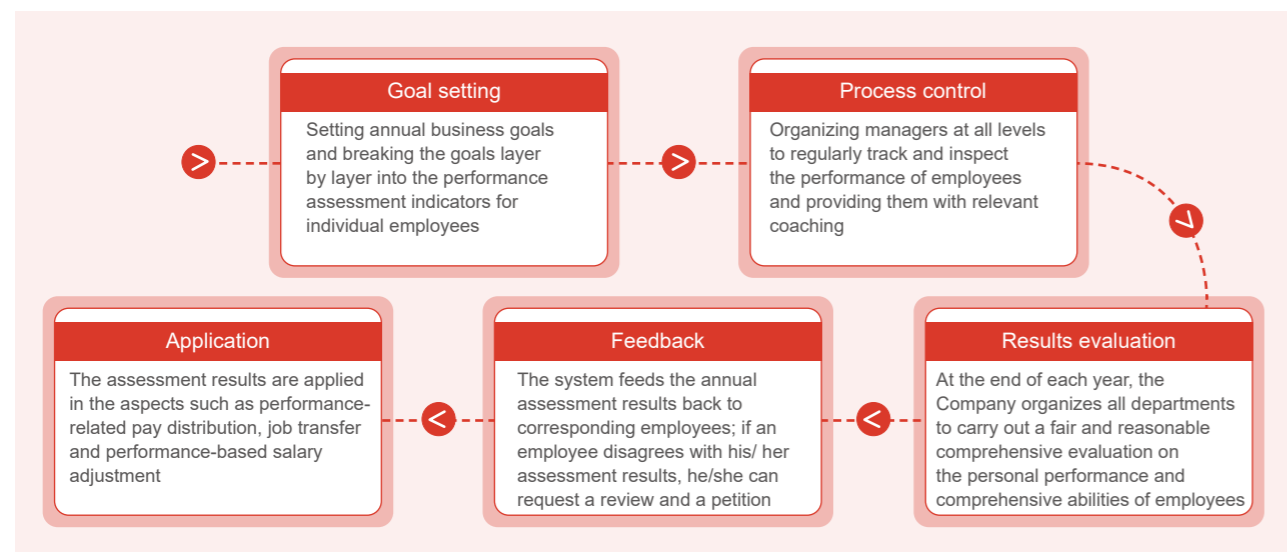 Goal setting
Setting annual business goals
and breaking the goals layer
by layer into the performance
assessment indicators for
individual employees
Process control
Organizing managers at all levels
to regularly track and inspect
the performance of employees
and providing them with relevant
coaching
Results evaluation
At the end of each year, the
Company organizes all departments
to carry out a fair and reasonable
comprehensive evaluation on
the personal performance and
comprehensive abilities of employees
Feedback
The system feeds the annual
assessment results back to
corresponding employees; if an
employee disagrees with his/ her
assessment results, he/she can
request a review and a petition
Application
The assessment results are applied
in the aspects such as performance-
related pay distribution, job transfer
and performance-based salary
adjustment